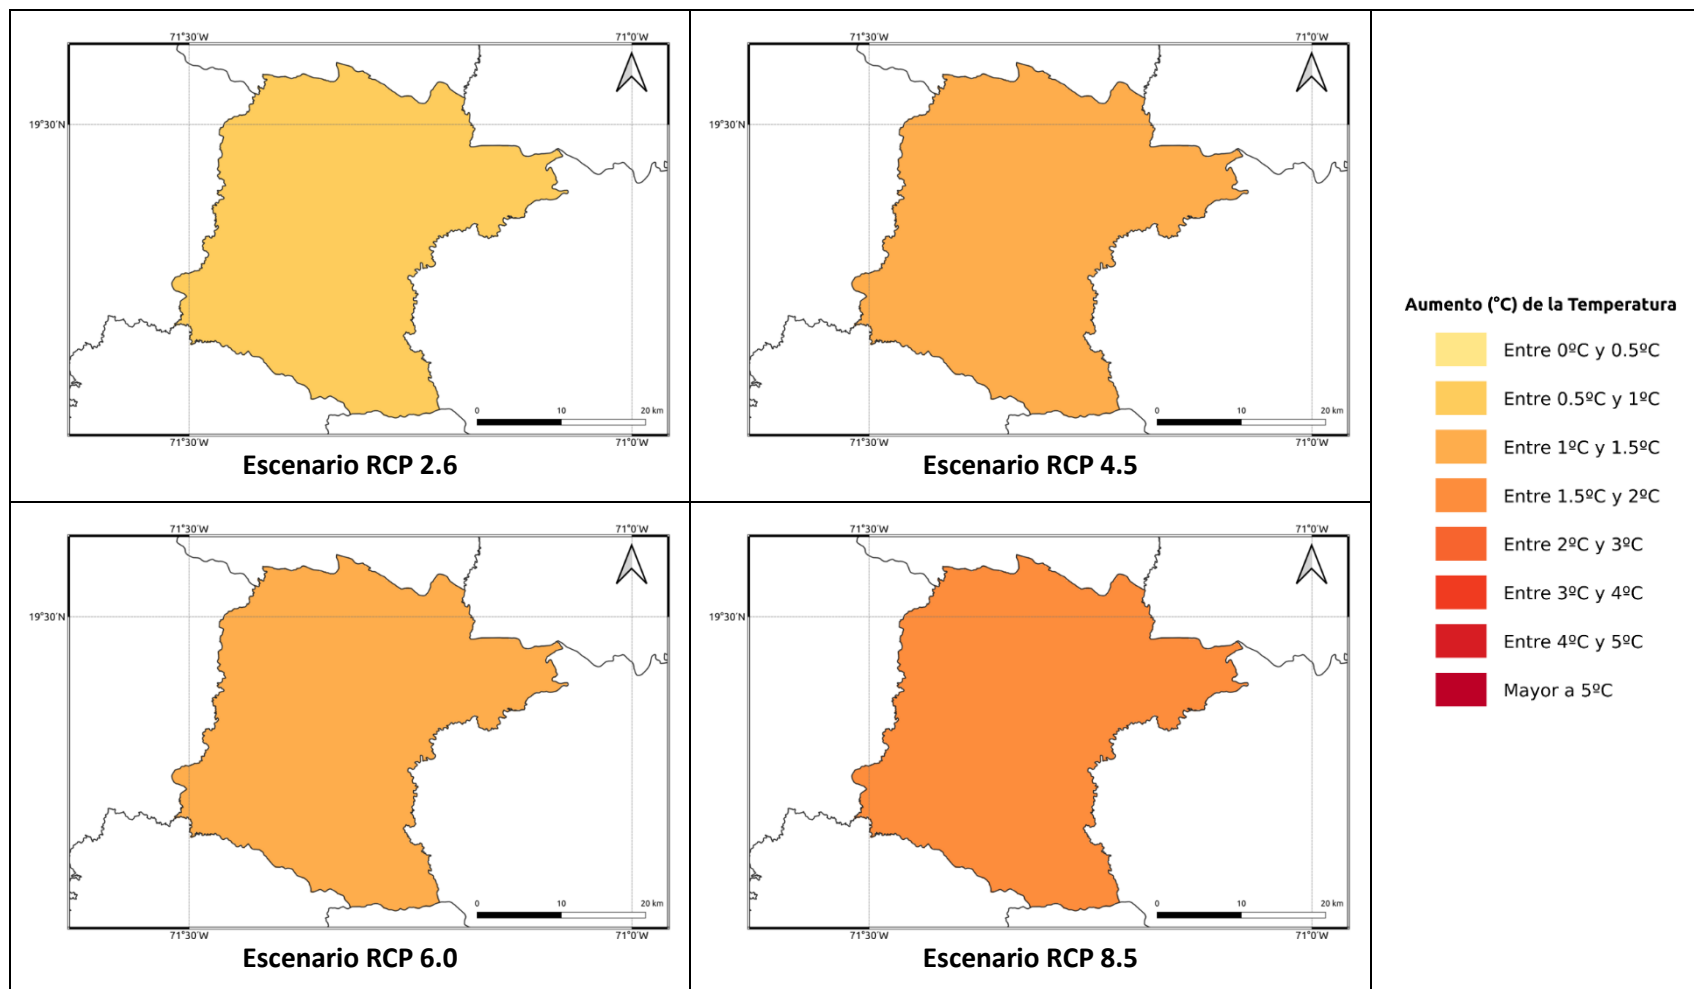 71°30'W 71°0'W
19°30'N
0 10 20 km
71°30'W 71°0'W
Escenario RCP 2.6
71°30'W 71°0'W
19°30'N
0 10 20 km
71°30'W 71°0'W
Escenario RCP 4.5
71°30'W 71°0'W
19°30'N
0 10 20 km
71°30'W 71°0'W
Escenario RCP 6.0
71°30'W 71°0'W
19°30'N
0 10 20 km
71°30'W 71°0'W
Escenario RCP 8.5
Aumento (°C) de la Temperatura
Entre 0ºC y 0.5ºC
Entre 0.5ºC y 1ºC
Entre 1ºC y 1.5ºC
Entre 1.5ºC y 2ºC
Entre 2ºC y 3ºC
Entre 3ºC y 4ºC
Entre 4ºC y 5ºC
Mayor a 5ºC